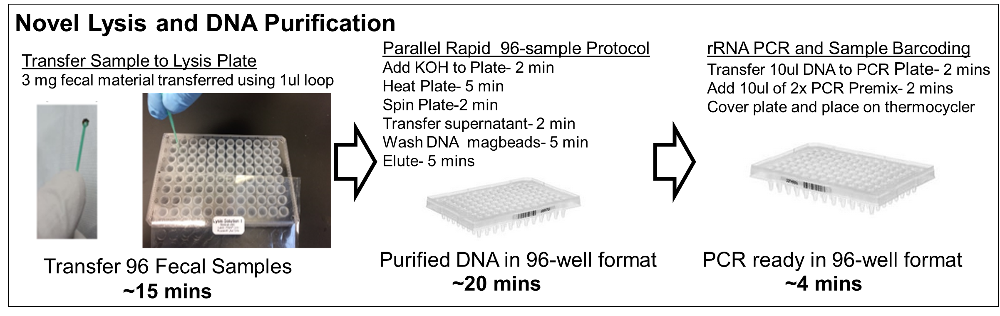 Novel Lysis and DNA Purification
Transfer Sample to Lysis Plate
3 mg fecal material transferred using 1ul loop
Lysis Solution 1
Transfer 96 Fecal Samples
~15 mins
Parallel Rapid 96-sample Protocol
Add KOH to Plate- 2 min
Heat Plate- 5 min
Spin Plate-2 min
Transfer supernatant- 2 min
Wash DNA magbeads- 5 min
Elute- 5 mins
Purified DNA in 96-well format
~20 mins
rRNA PCR and Sample Barcoding
Transfer 10ul DNA to PCR Plate- 2 mins
Add 10ul of 2x PCR Premix- 2 mins
Cover plate and place on thermocycler
PCR ready in 96-well format
~4 mins